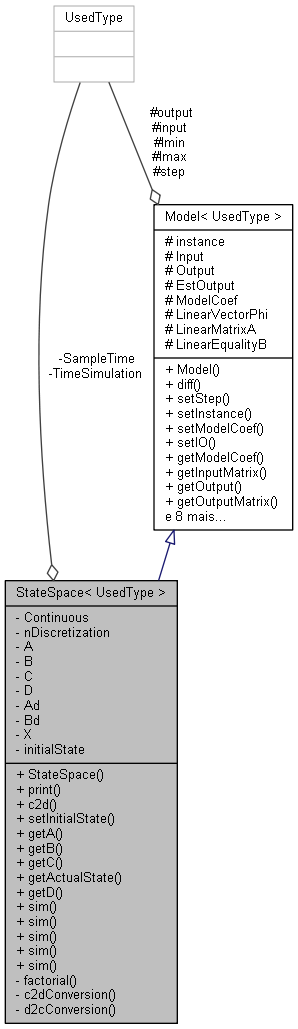 UsedType
#output
#input
#lmin
#lmax
#step
Model< UsedType >
# instance
# Input
# Output
# EstOutput
# ModelCoef
# LinearVectorPhi
# LinearMatrixA
# LinearEqualityB
+ Model()
+ diff()
+ setStep()
+ setInstance()
+ setModelCoef()
+ setIO()
+ getModelCoef()
+ getInputMatrix()
+ getOutput()
+ getOutputMatrix()
e 8 mais...
-SampleTime
-TimeSimulation
StateSpace< UsedType >
- Continuous
- nDiscretization
- A
- B
- C
- D
- Ad
- Bd
- X
- initialState
+ StateSpace()
+ print()
+ c2d()
+ setInitialState()
+ getA()
+ getB()
+ getC()
+ getActualState()
+ getD()
+ sim()
+ sim()
+ sim()
+ sim()
+ sim()
- factorial()
- c2dConversion()
- d2cConversion()